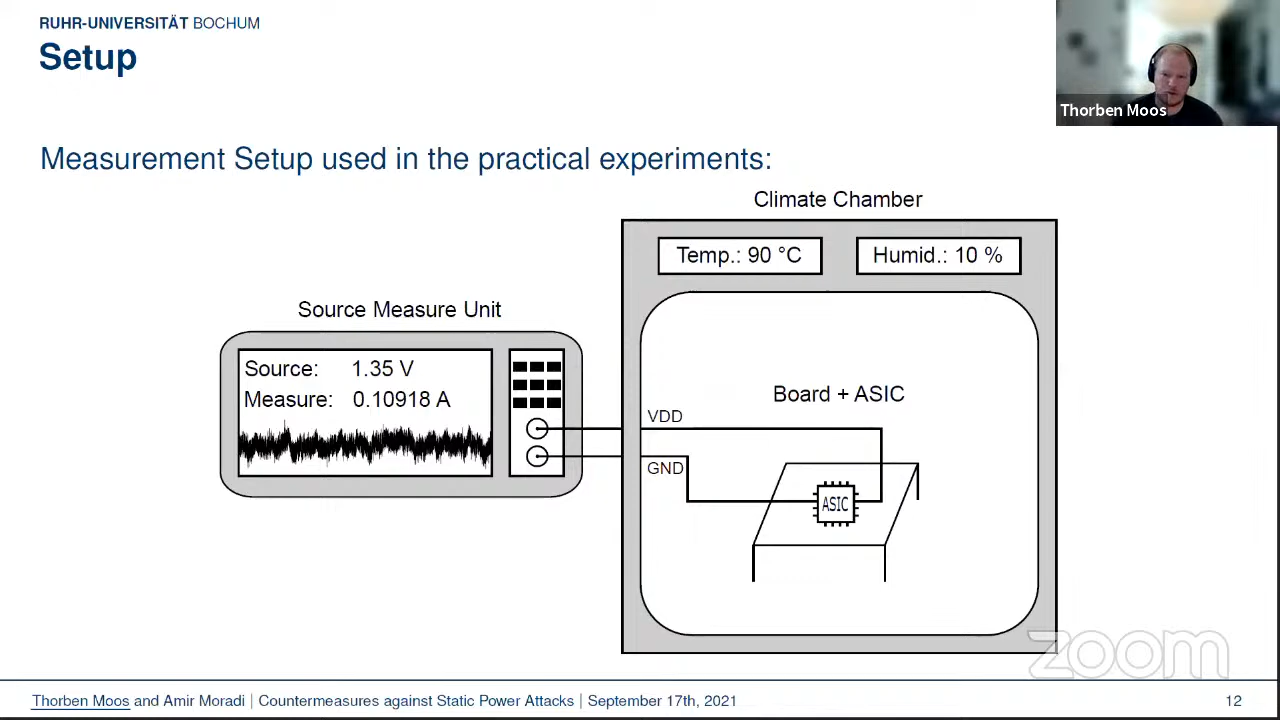 RUHR-UNIVERSITÄT BOCHUM
Setup
Thorben Moos
Measurement Setup used in the practical experiments:
Climate Chamber
Temp.: 90 °C
Humid.: 10 %
Source Measure Unit
Source: 1.35 V
Measure: 0.10918 A
Board + ASIC
VDD
GND
ASIC
zoom
Thorben Moos and Amir Moradi | Countermeasures against Static Power Attacks | September 17th, 2021
12